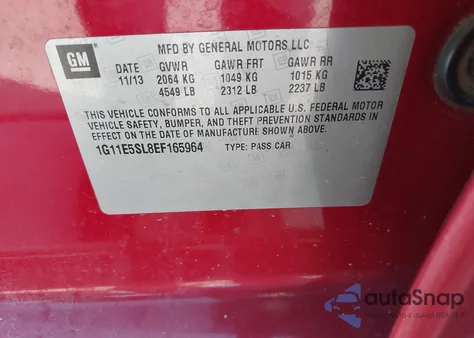 GM
MFD BY GENERAL MOTORS LLC
DATE GVWR GAWR FRT GAWR RR
11/13 2064 KG 1049 KG 1015 KG
4549 LB 2312 LB 2237 LB
THIS VEHICLE CONFORMS TO ALL APPLICABLE U.S. FEDERAL MOTOR
VEHICLE SAFETY, BUMPER, AND THEFT PREVENTION STANDARDS
IN EFFECT ON THE DATE OF MANUFACTURE SHOWN ABOVE.
1G11E5SL8EF165964 TYPE: PASS CAR
autoSnap